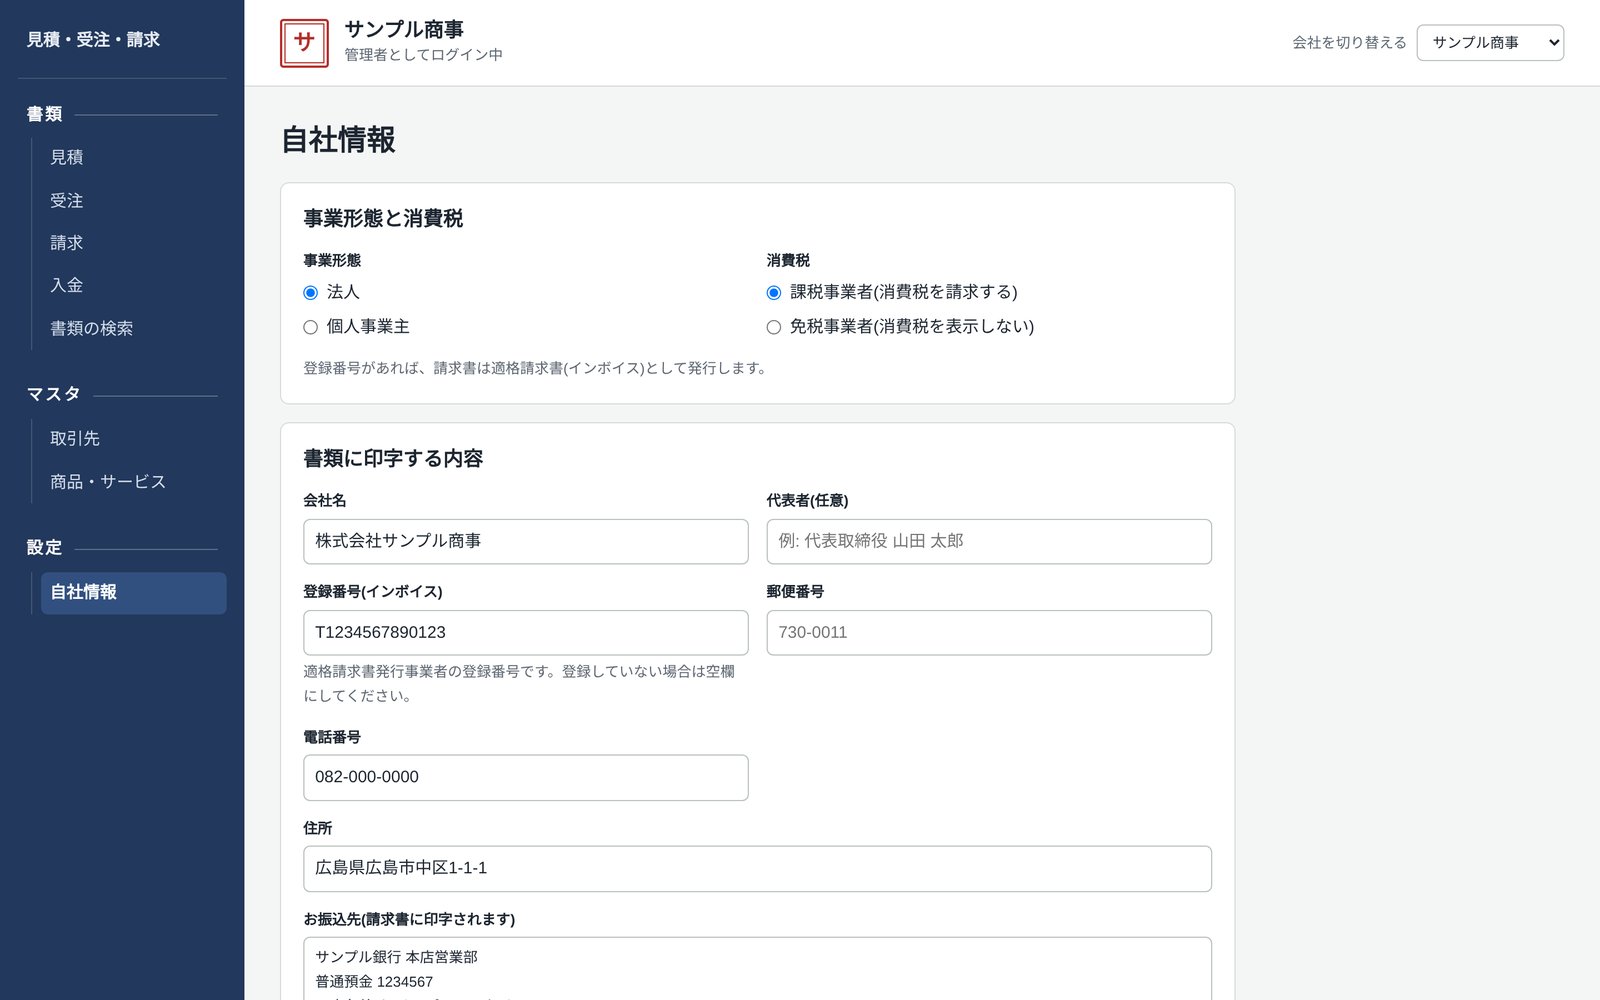 見積・受注・請求
書類
見積
受注
請求
入金
書類の検索
マスタ
取引先
商品・サービス
設定
自社情報
サ
サンプル商事
管理者としてログイン中
会社を切り替える
サンプル商事
自社情報
事業形態と消費税
事業形態
法人
個人事業主
消費税
課税事業者(消費税を請求する)
免税事業者(消費税を表示しない)
登録番号があれば、請求書は適格請求書(インボイス)として発行します。
書類に印字する内容
会社名
株式会社サンプル商事
代表者(任意)
例: 代表取締役 山田 太郎
登録番号(インボイス)
T1234567890123
適格請求書発行事業者の登録番号です。登録していない場合は空欄
にしてください。
郵便番号
730-0011
電話番号
082-000-0000
住所
広島県広島市中区1-1-1
お振込先(請求書に印字されます)
サンプル銀行 本店営業部
普通預金 1234567